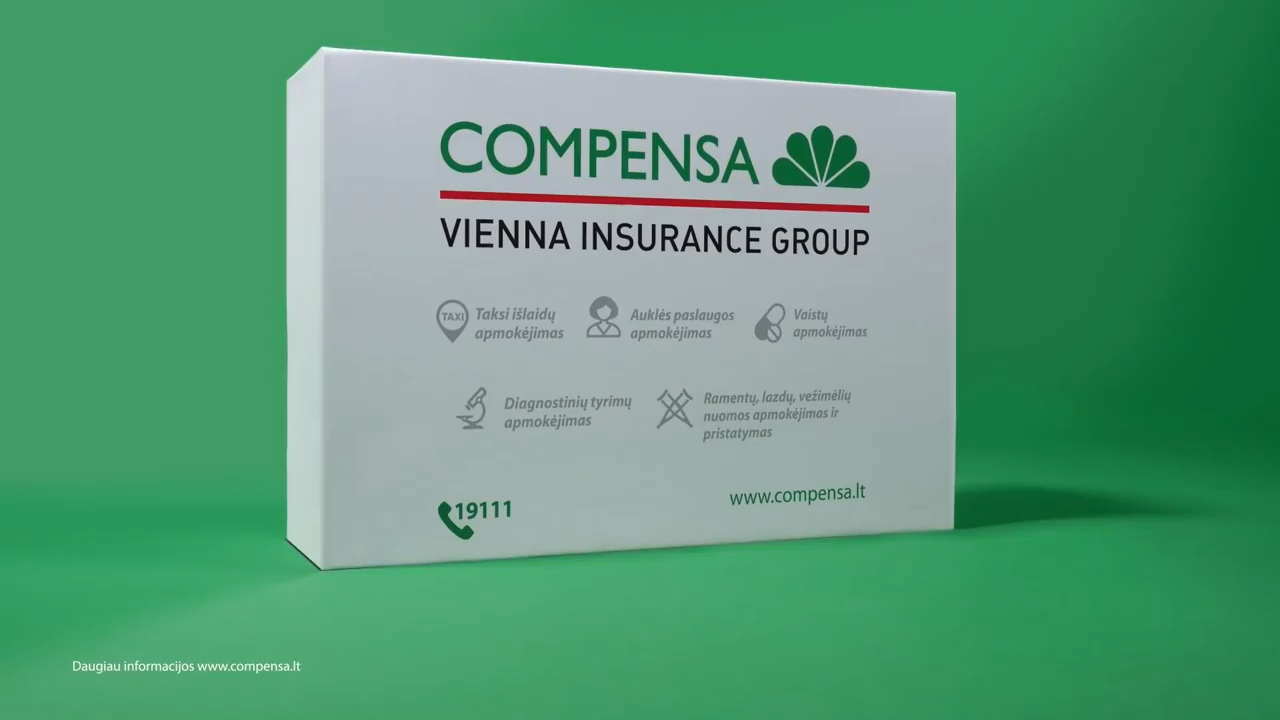 COMPENSA
VIENNA INSURANCE GROUP
TAXI
Taksi išlaidų
apmokėjimas
Auklės paslaugos
apmokėjimas
Vaistų
apmokėjimas
Diagnostinių tyrimų
apmokėjimas
Ramentų, lazdų, vežimėlių
nuomos apmokėjimas ir
pristatymas
19111
www.compensa.lt
Daugiau informacijos www.compensa.lt